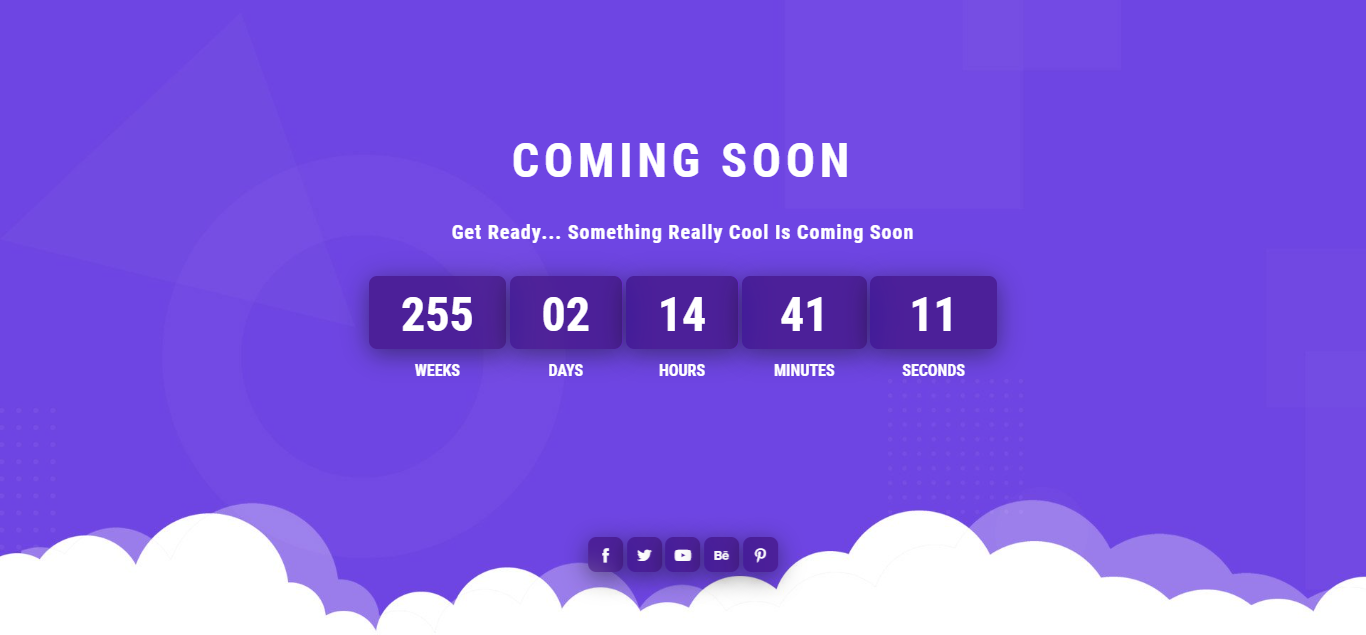 COMING SOON
Get Ready... Something Really Cool Is Coming Soon
255 02 14 41 11
WEEKS DAYS HOURS MINUTES SECONDS
Bē